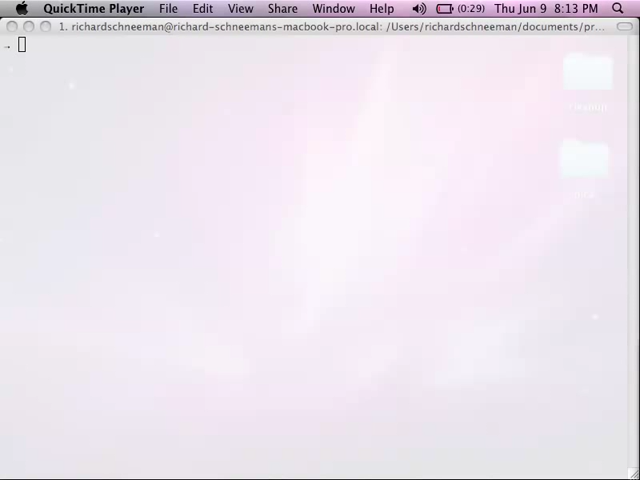 QuickTime Player File Edit View Share Window Help (0:29) Thu Jun 9 8:13 PM
1. richardschneeman@richard-schneemans-macbook-pro.local: /Users/richardschneeman/documents/pr...
→